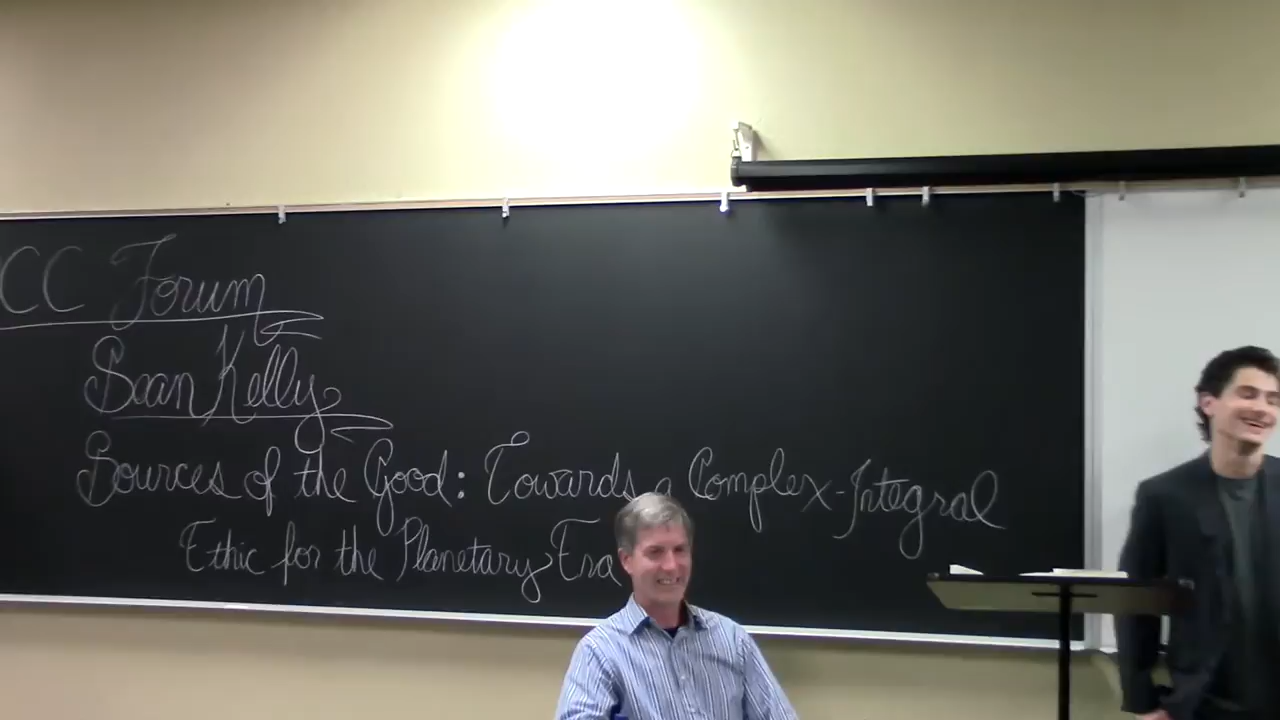 CC Forum
Sean Kelly
Sources of the Good: Towards a Complex-Integral
Ethic for the Planetary Era